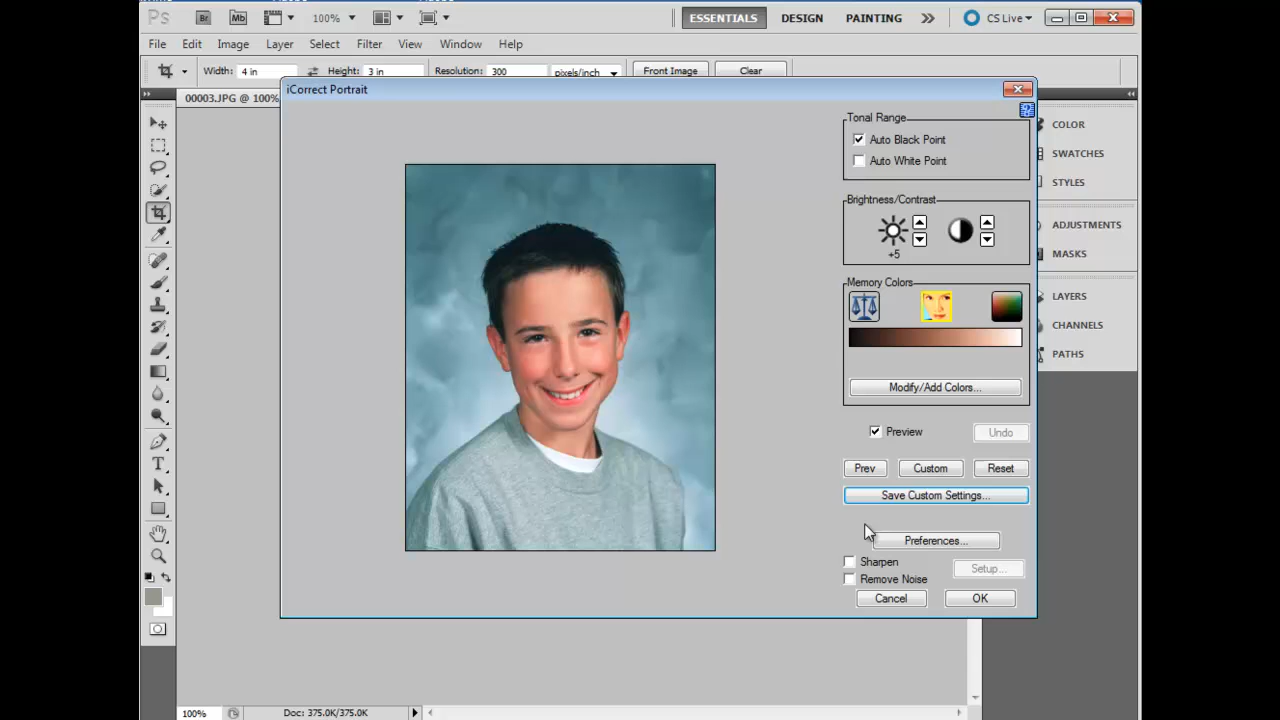 Ps Br Mb 100% ESSENTIALS DESIGN PAINTING CS Live
File Edit Image Layer Select Filter View Window Help
Width: 4 in Height: 3 in Resolution: 300 pixels/inch Front Image Clear
00003.JPG @ 100%
iCorrect Portrait
Tonal Range
Auto Black Point
Auto White Point
Brightness/Contrast
+5
Memory Colors
Modify/Add Colors...
Preview Undo
Prev Custom Reset
Save Custom Settings...
Preferences...
Sharpen
Setup...
Remove Noise
Cancel OK
COLOR
SWATCHES
STYLES
ADJUSTMENTS
MASKS
LAYERS
CHANNELS
PATHS
T
100% Doc: 375.0K/375.0K